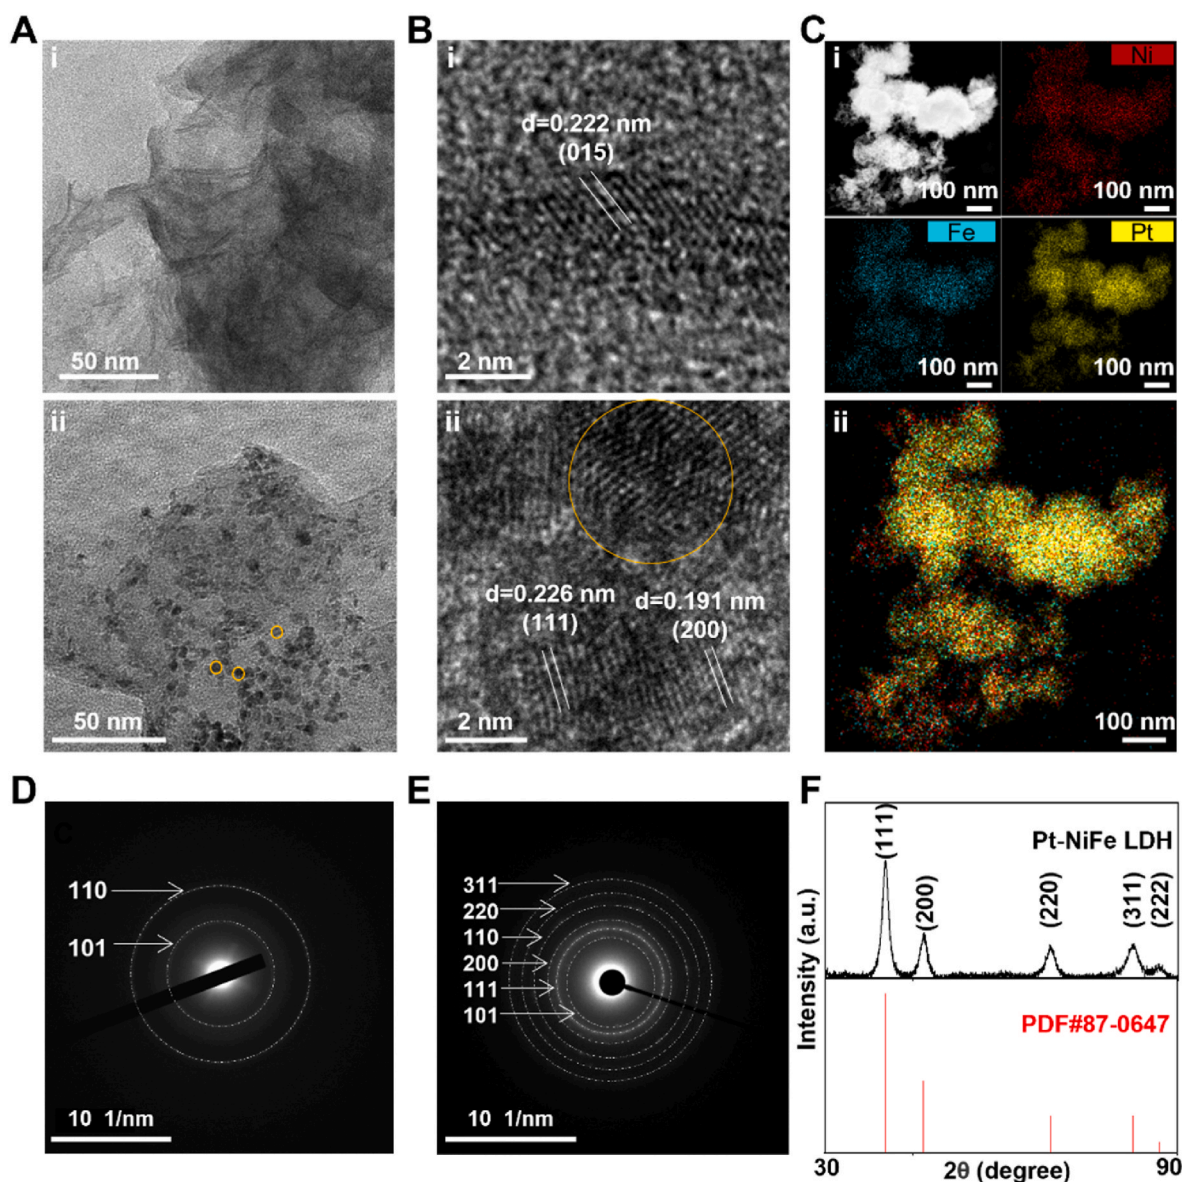 A
i
50 nm
ii
50 nm
B
i
d=0.222 nm
(015)
2 nm
ii
d=0.226 nm
(111)
d=0.191 nm
(200)
2 nm
C
i
100 nm
Ni
100 nm
Fe
100 nm
Pt
100 nm
ii
100 nm
D
C
110
101
10 1/nm
E
311
220
110
200
111
101
10 1/nm
F
(111)
(200)
(220)
(311)
(222)
Pt-NiFe LDH
PDF#87-0647
Intensity (a.u.)
30
2θ (degree)
90